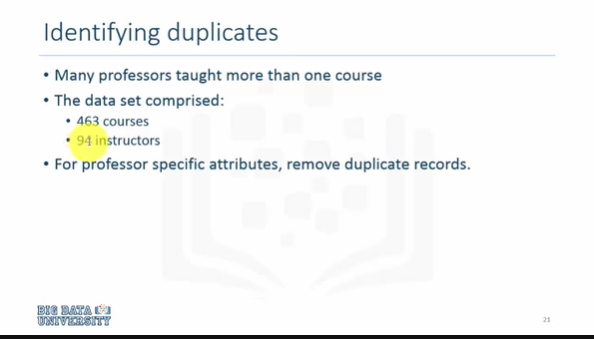 Identifying duplicates
• Many professors taught more than one course
• The data set comprised:
• 463 courses
• 94 instructors
• For professor specific attributes, remove duplicate records.
BIG DATA
UNIVERSITY
21